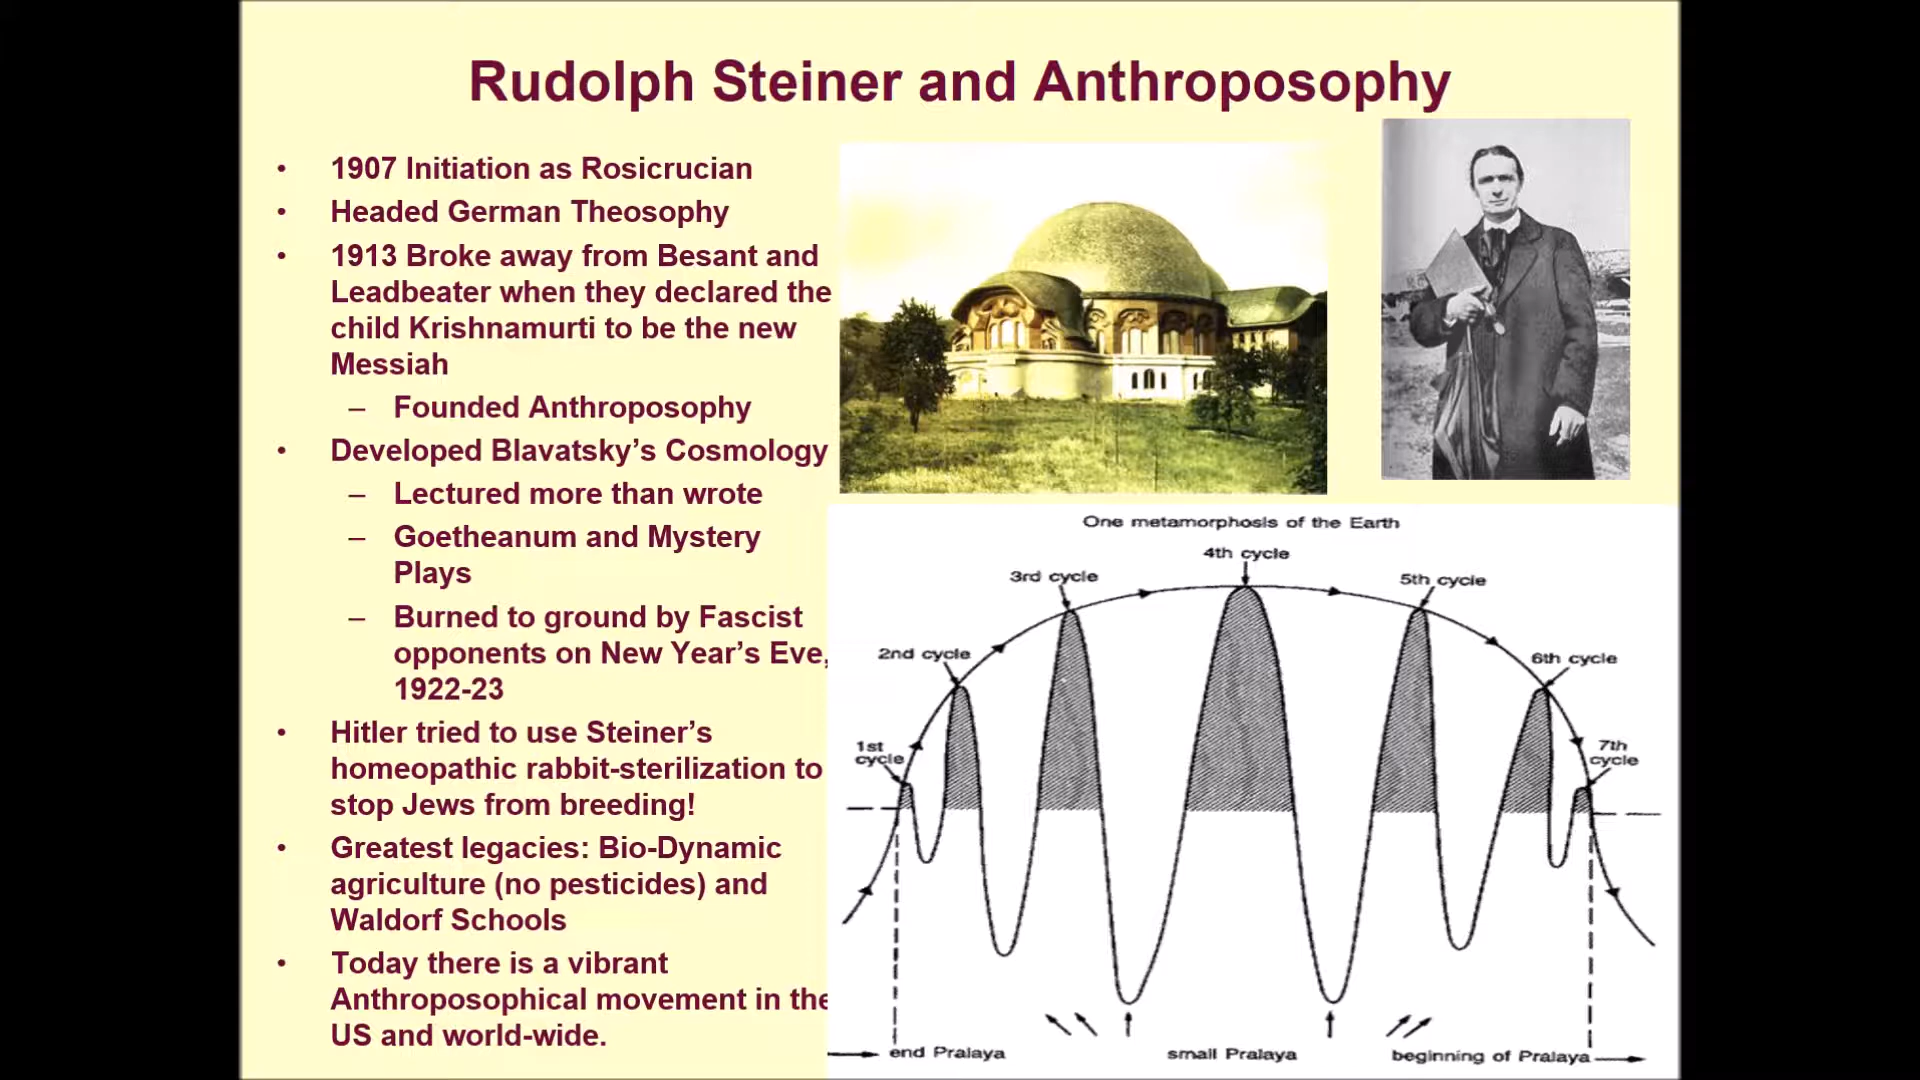 Rudolph Steiner and Anthroposophy
• 1907 Initiation as Rosicrucian
• Headed German Theosophy
• 1913 Broke away from Besant and
Leadbeater when they declared the
child Krishnamurti to be the new
Messiah
– Founded Anthroposophy
• Developed Blavatsky’s Cosmology
– Lectured more than wrote
– Goetheanum and Mystery
Plays
– Burned to ground by Fascist
opponents on New Year’s Eve,
1922-23
• Hitler tried to use Steiner’s
homeopathic rabbit-sterilization to
stop Jews from breeding!
• Greatest legacies: Bio-Dynamic
agriculture (no pesticides) and
Waldorf Schools
• Today there is a vibrant
Anthroposophical movement in the
US and world-wide.
One metamorphosis of the Earth
4th cycle
3rd cycle
5th cycle
2nd cycle
6th cycle
1st
cycle
7th
cycle
end Pralaya
small Pralaya
beginning of Pralaya